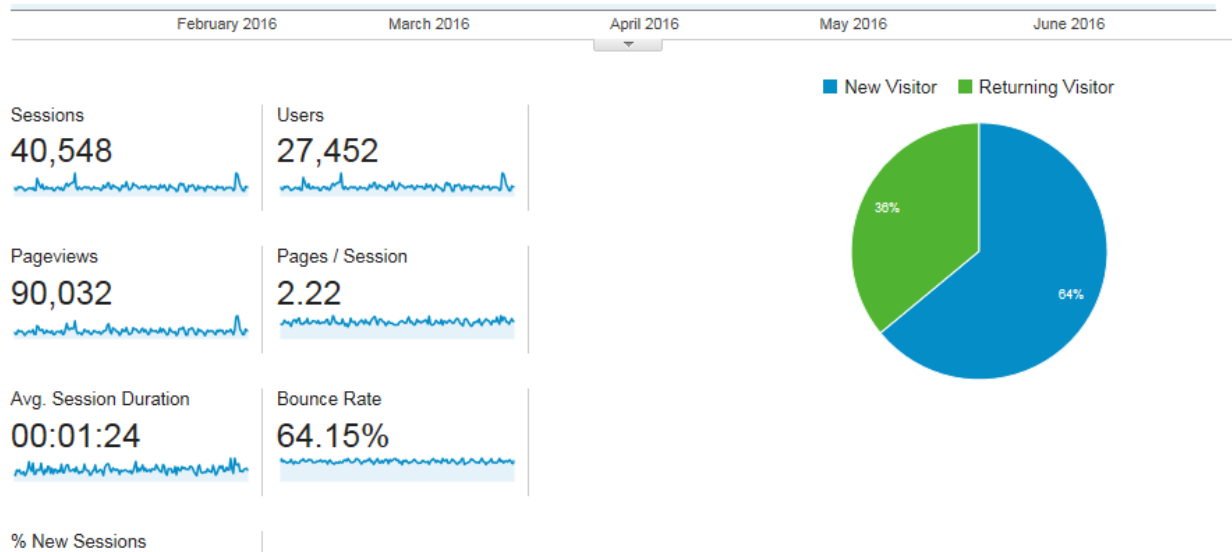 February 2016 March 2016 April 2016 May 2016 June 2016
New Visitor Returning Visitor
Sessions
40,548
Users
27,452
Pageviews
90,032
Pages / Session
2.22
Avg. Session Duration
00:01:24
Bounce Rate
64.15%
% New Sessions
36%
64%